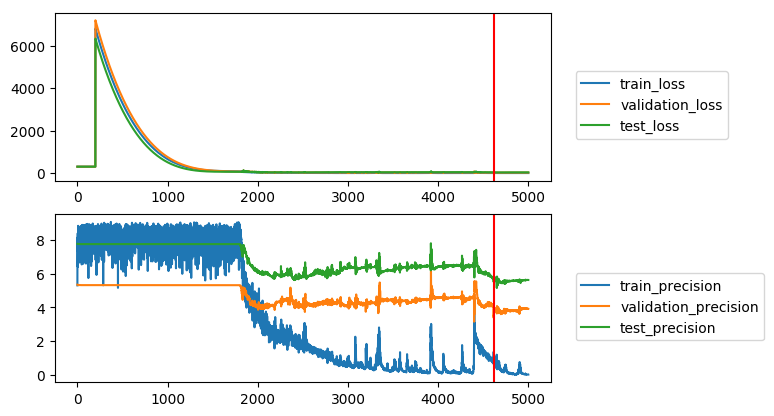 6000
4000
2000
0
0 1000 2000 3000 4000 5000
train_loss
validation_loss
test_loss
8
6
4
2
0
0 1000 2000 3000 4000 5000
train_precision
validation_precision
test_precision